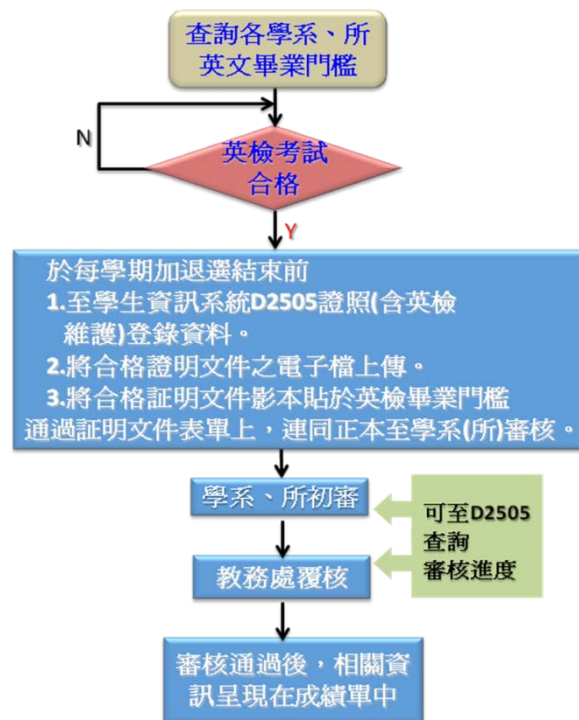 查詢各學系、所
英文畢業門檻
N
英檢考試
合格
Y
於每學期加退選結束前
1.至學生資訊系統D2505證照(含英檢
維護)登錄資料。
2.將合格證明文件之電子檔上傳。
3.將合格証明文件影本貼於英檢畢業門檻
通過証明文件表單上，連同正本至學系(所)審核。
學系、所初審
可至D2505
查詢
審核進度
教務處覆核
審核通過後，相關資
訊呈現在成績單中